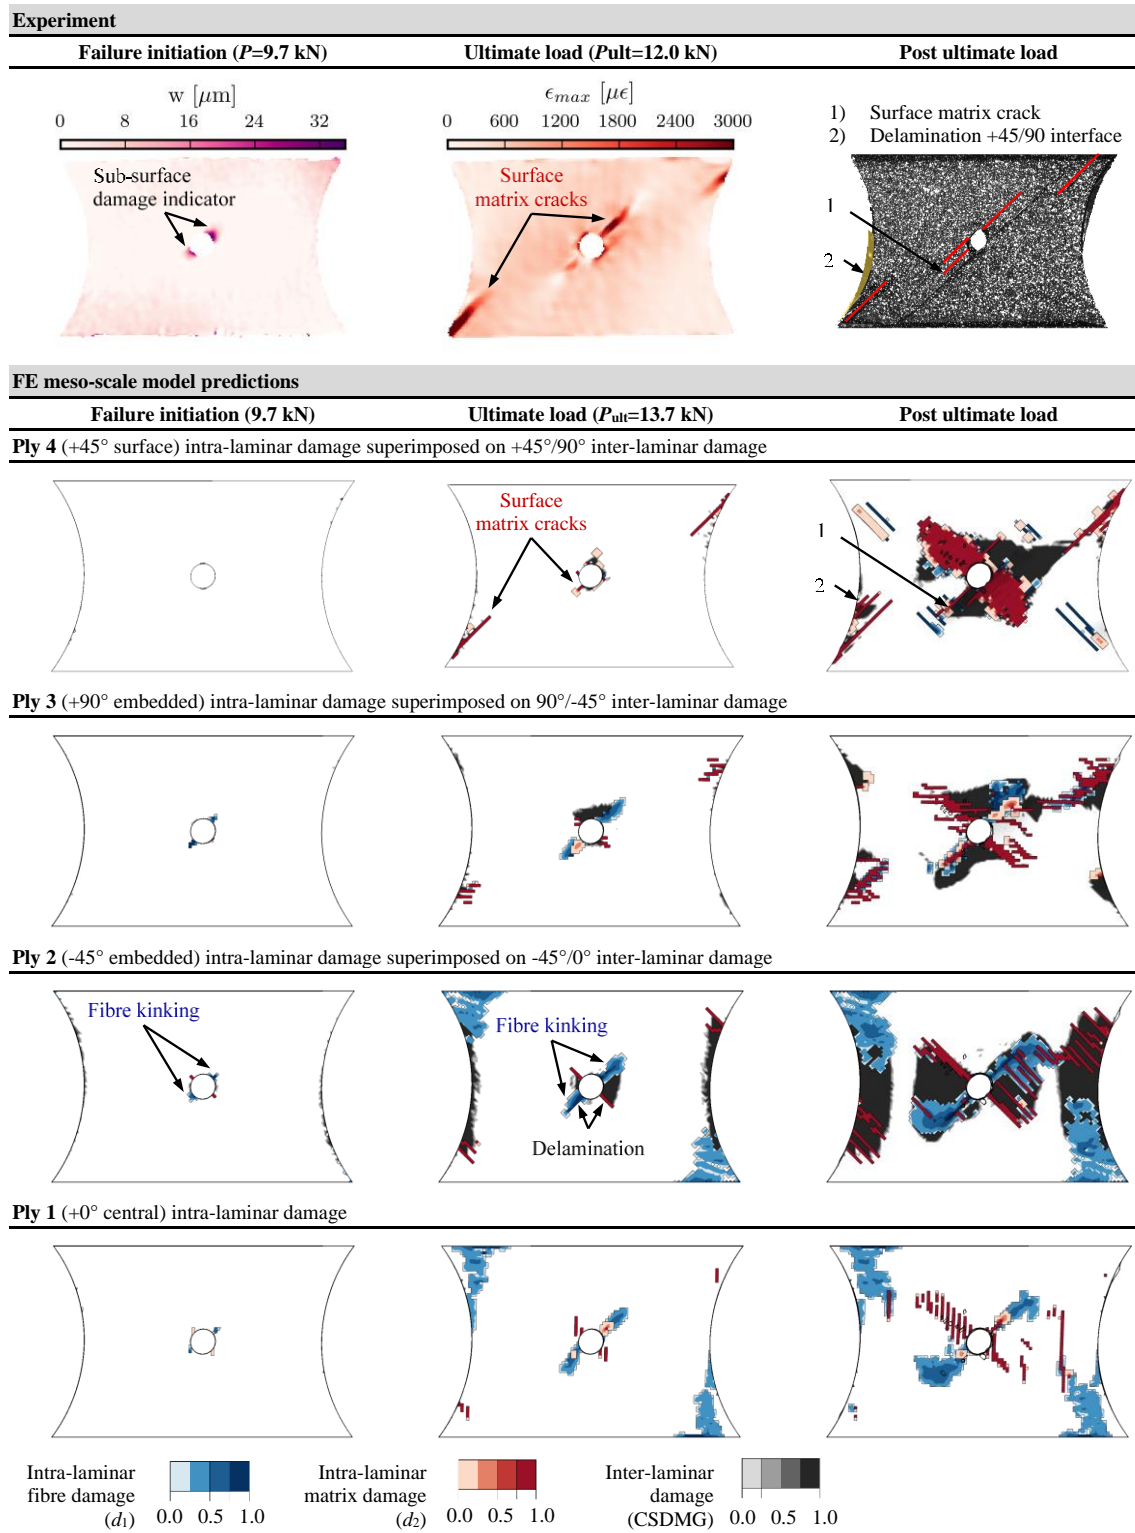 Experiment
Failure initiation (P=9.7 kN) Ultimate load (Pult=12.0 kN) Post ultimate load
w [μm]
0 8 16 24 32
ϵmax [μϵ]
0 600 1200 1800 2400 3000
1) Surface matrix crack
2) Delamination +45/90 interface
Sub-surface
damage indicator
Surface
matrix cracks
1
2
FE meso-scale model predictions
Failure initiation (9.7 kN) Ultimate load (Pult=13.7 kN) Post ultimate load
Ply 4 (+45° surface) intra-laminar damage superimposed on +45°/90° inter-laminar damage
Surface
matrix cracks
1
2
Ply 3 (+90° embedded) intra-laminar damage superimposed on 90°/-45° inter-laminar damage
Ply 2 (-45° embedded) intra-laminar damage superimposed on -45°/0° inter-laminar damage
Fibre kinking
Fibre kinking
Delamination
Ply 1 (+0° central) intra-laminar damage
Intra-laminar
fibre damage
(d1)
0.0 0.5 1.0
Intra-laminar
matrix damage
(d2)
0.0 0.5 1.0
Inter-laminar
damage
(CSDMG)
0.0 0.5 1.0